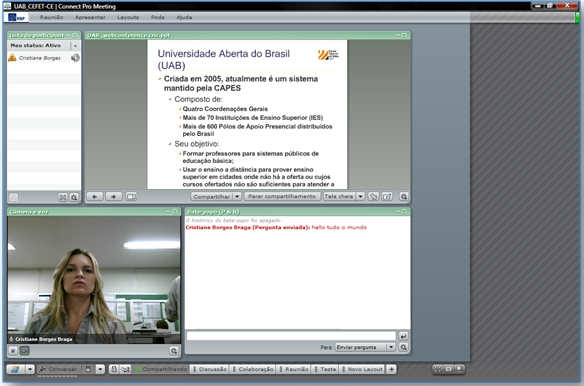 UAB_CEFET-CE | Connect Pro Meeting
Reunião Apresentar Layouts Pods Ajuda
Meu status: Ativo
Cristiane Borges
UAB_webconference-cris.ppt
Universidade Aberta do Brasil
(UAB)
Criada em 2005, atualmente é um sistema
mantido pela CAPES
Composto de:
Quatro Coordenações Gerais
Mais de 70 Instituições de Ensino Superior (IES)
Mais de 600 Pólos de Apoio Presencial distribuídos
pelo Brasil
Seu objetivo:
Formar professores para sistemas públicos de
educação básica;
Usar o ensino a distância para prover ensino
superior em cidades onde não há a oferta ou cujos
cursos ofertados não são suficientes para atender a
Compartilhar Parar compartilhamento Tela cheia
Câmera e voz
Cristiane Borges Braga
Bate-papo (P & R)
O histórico do bate-papo foi apagado.
Cristiane Borges Braga (Pergunta enviada): hello tudo o mundo
Para: Enviar pergunta
Conversar Compartilhando Discussão Colaboração Reunião Teste Novo Layout